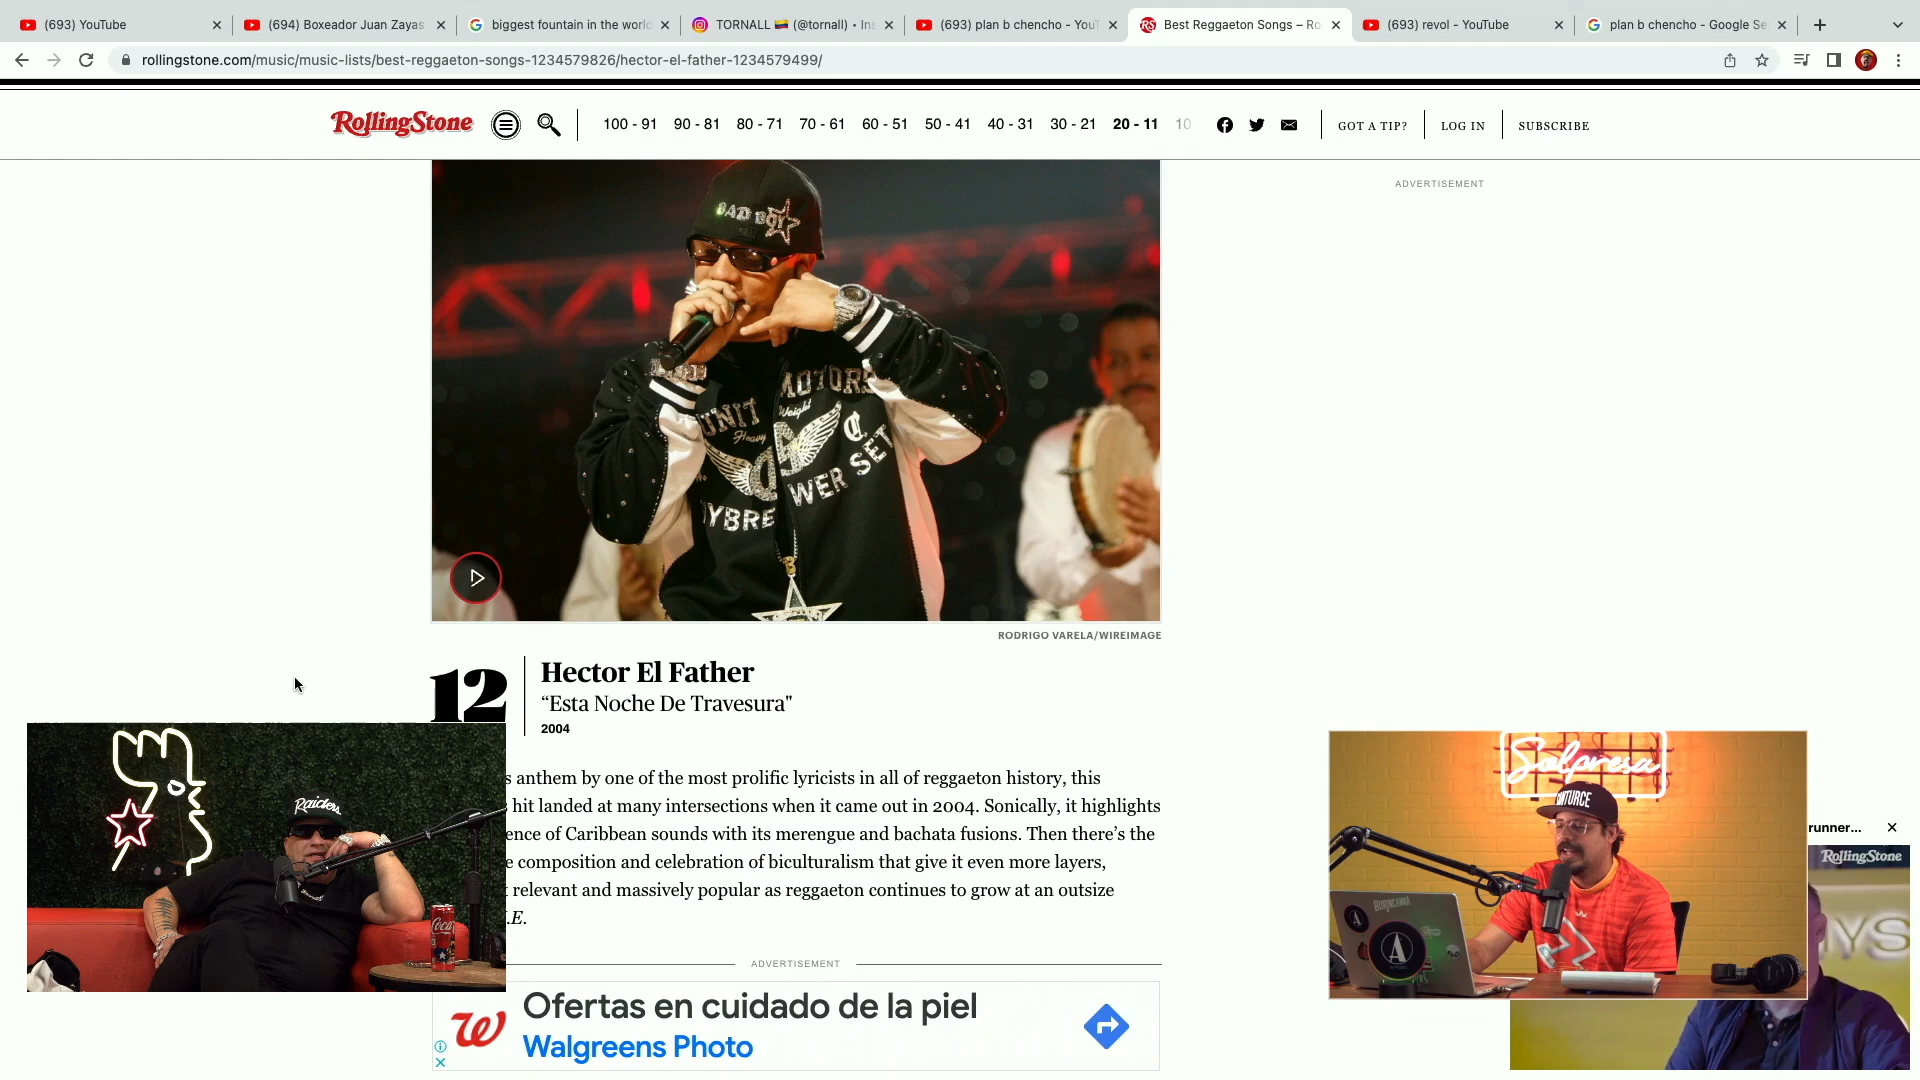 (693) YouTube
(694) Boxeador Juan Zayas
biggest fountain in the world
TORNALL (@tornall) • Ins
(693) plan b chencho - YouT
Best Reggaeton Songs – Ro
(693) revol - YouTube
plan b chencho - Google Se
rollingstone.com/music/music-lists/best-reggaeton-songs-1234579826/hector-el-father-1234579499/
RollingStone
100 - 91
90 - 81
80 - 71
70 - 61
60 - 51
50 - 41
40 - 31
30 - 21
20 - 11
10
GOT A TIP?
LOG IN
SUBSCRIBE
ADVERTISEMENT
BAD BOY
UNIT
MOTORS
Heavy
Weight
C
WER SET
YBRE
RODRIGO VARELA/WIREIMAGE
12
Hector El Father
“Esta Noche De Travesura"
2004
s anthem by one of the most prolific lyricists in all of reggaeton history, this
hit landed at many intersections when it came out in 2004. Sonically, it highlights
ence of Caribbean sounds with its merengue and bachata fusions. Then there’s the
e composition and celebration of biculturalism that give it even more layers,
t relevant and massively popular as reggaeton continues to grow at an outsize
.E.
Raiders
Coca
Salpresa
SANTURCE
BORINCANNA
A
A
runner...
RollingStone
ADVERTISEMENT
W
Ofertas en cuidado de la piel
Walgreens Photo